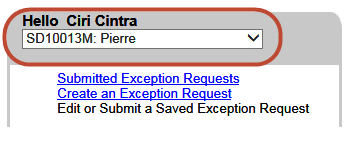 Hello Ciri Cintra
SD10013M: Pierre
Submitted Exception Requests
Create an Exception Request
Edit or Submit a Saved Exception Request